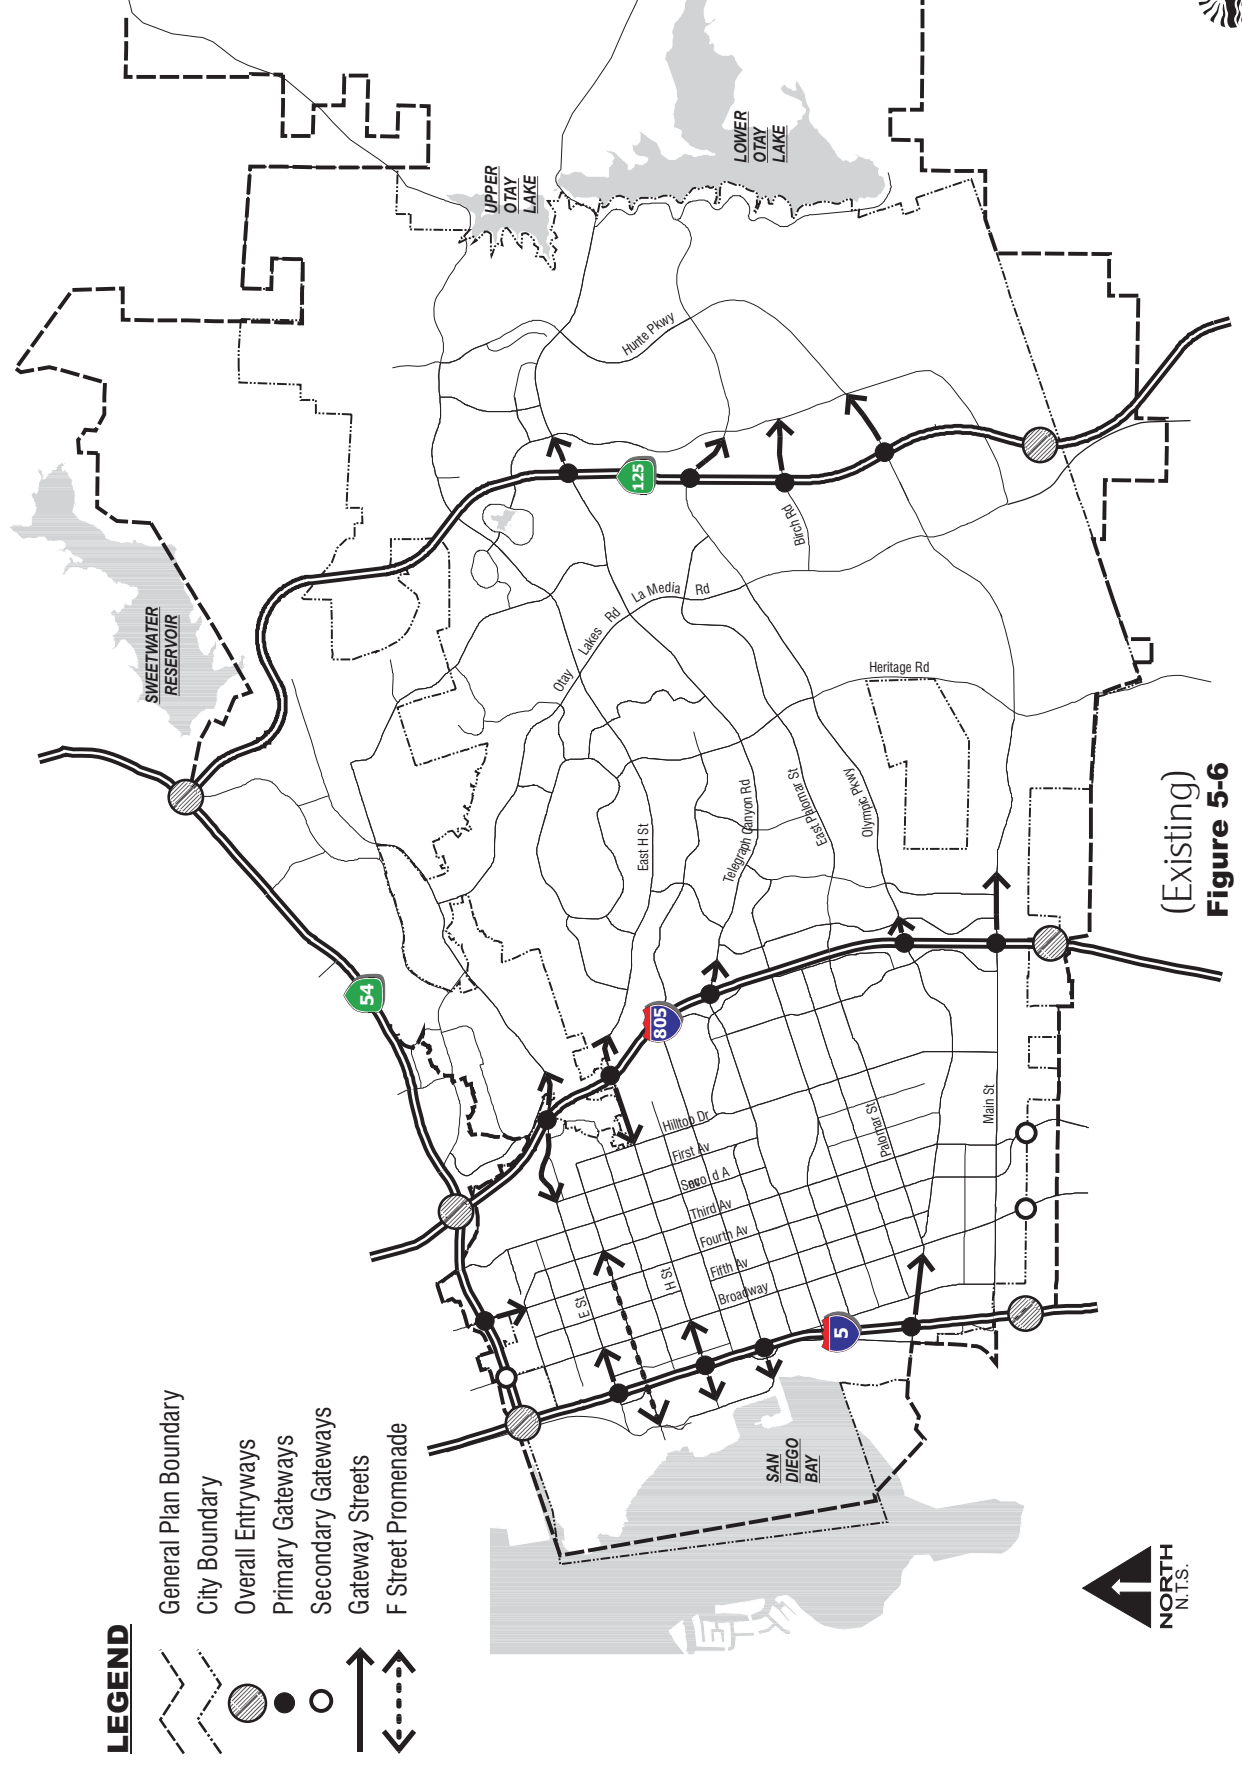 LEGEND
General Plan Boundary
City Boundary
Overall Entryways
Primary Gateways
Secondary Gateways
Gateway Streets
F Street Promenade
SWEETWATER
RESERVOIR
UPPER
OTAY
LAKE
LOWER
OTAY
LAKE
SAN
DIEGO
BAY
54
125
805
5
Hunte Pkwy
Birch Rd
La Media Rd
Otay Lakes Rd
Heritage Rd
East H St
Telegraph Canyon Rd
East Palomar St
Olympic Pkwy
Hilltop Dr
First Av
Third Av
Fourth Av
Fifth Av
Broadway
E St
H St
Palomar St
Main St
NORTH
N.T.S.
(Existing)
Figure 5-6